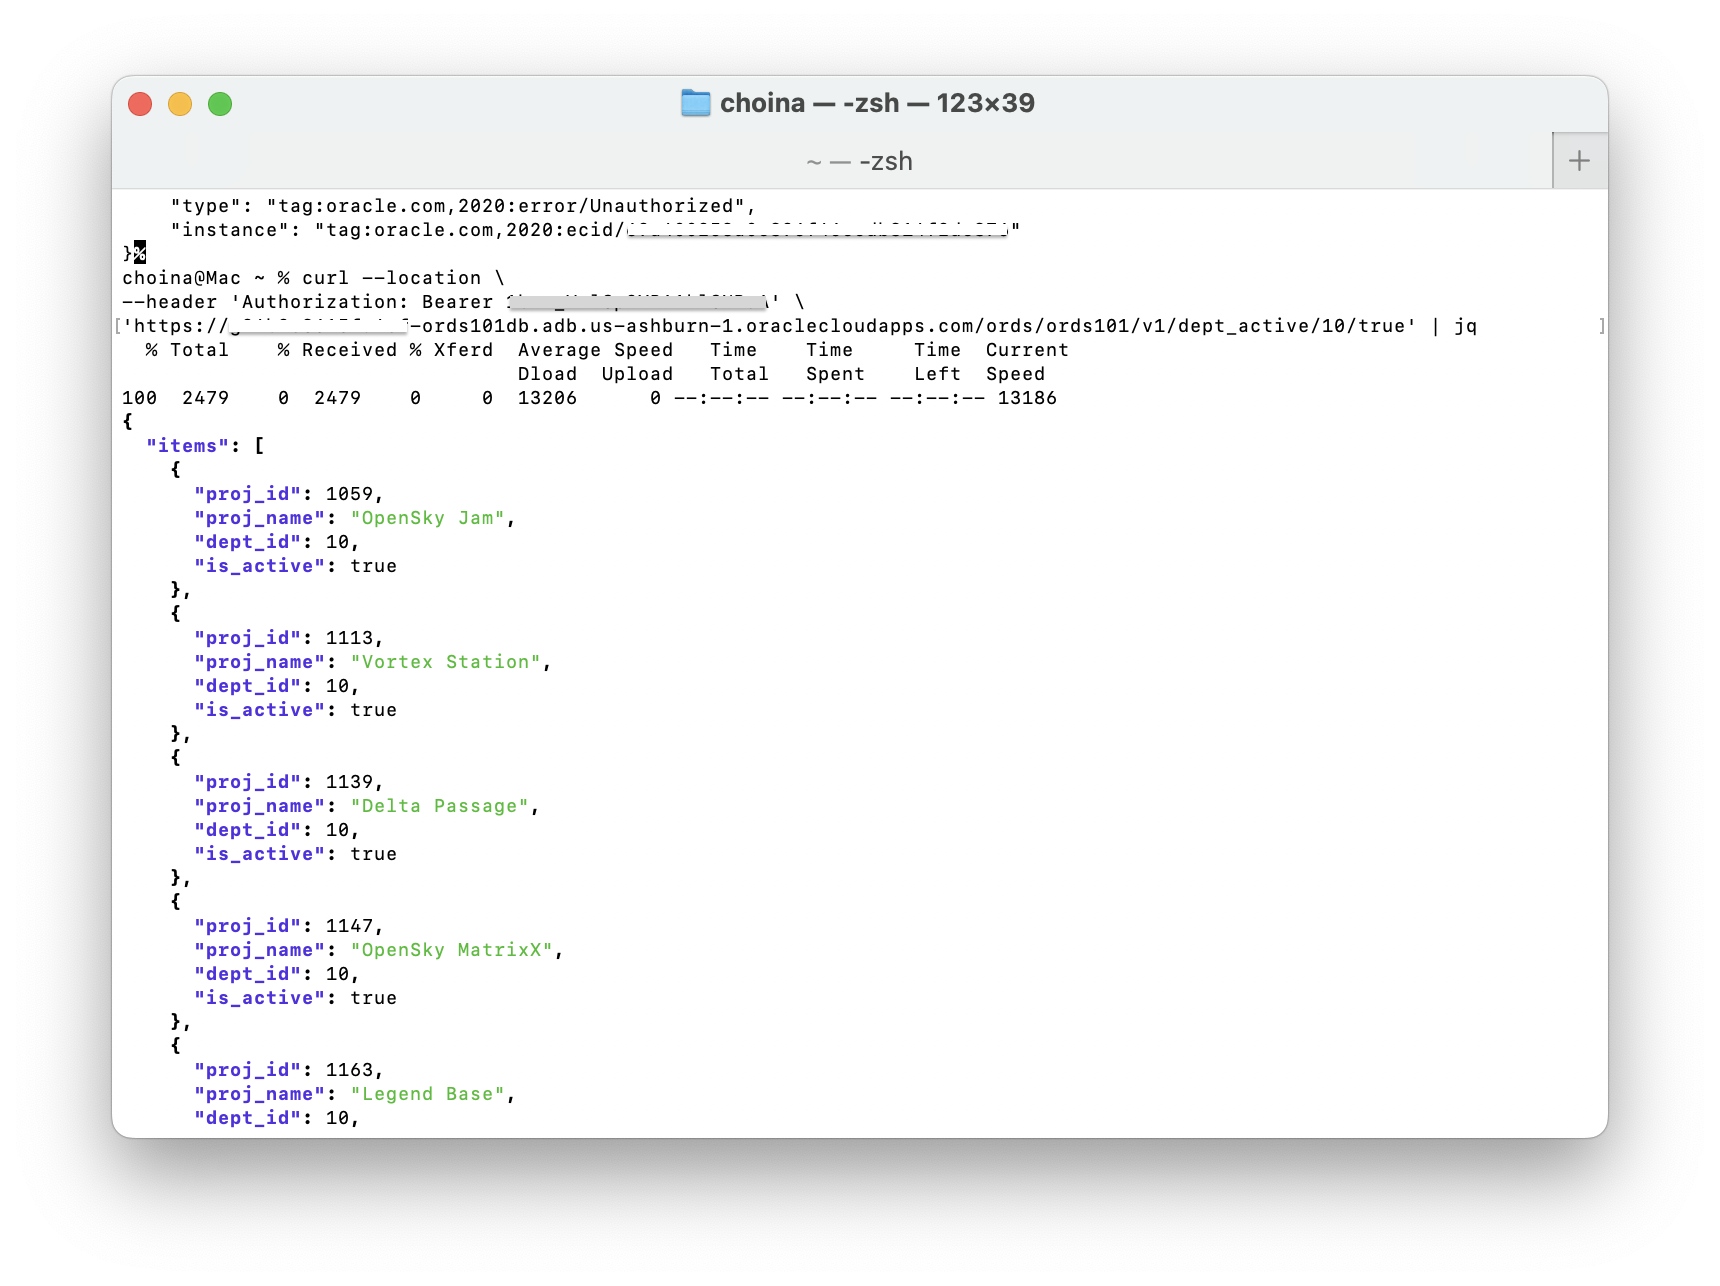 choina — -zsh — 123×39
~ — -zsh
"type": "tag:oracle.com,2020:error/Unauthorized",
"instance": "tag:oracle.com,2020:ecid/"
}%
choina@Mac ~ % curl --location \
--header 'Authorization: Bearer ' \
['https://-ords101db.adb.us-ashburn-1.oraclecloudapps.com/ords/ords101/v1/dept_active/10/true' | jq ]
% Total % Received % Xferd Average Speed Time Time Time Current
Dload Upload Total Spent Left Speed
100 2479 0 2479 0 0 13206 0 --:--:-- --:--:-- --:--:-- 13186
{
"items": [
{
"proj_id": 1059,
"proj_name": "OpenSky Jam",
"dept_id": 10,
"is_active": true
},
{
"proj_id": 1113,
"proj_name": "Vortex Station",
"dept_id": 10,
"is_active": true
},
{
"proj_id": 1139,
"proj_name": "Delta Passage",
"dept_id": 10,
"is_active": true
},
{
"proj_id": 1147,
"proj_name": "OpenSky MatrixX",
"dept_id": 10,
"is_active": true
},
{
"proj_id": 1163,
"proj_name": "Legend Base",
"dept_id": 10,